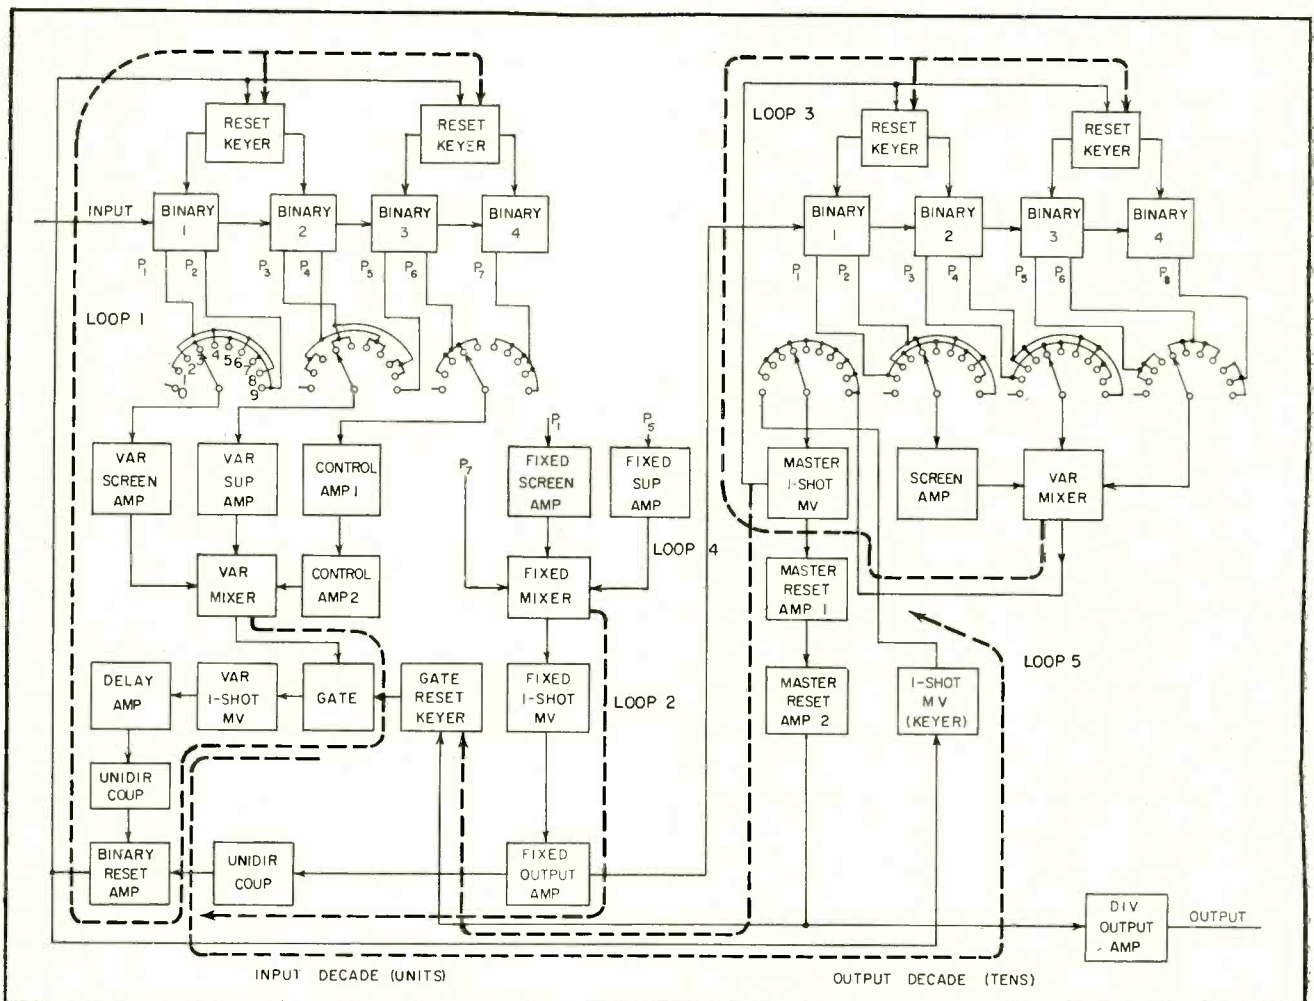 LOOP 3
RESET
KEYER
RESET
KEYER
RESET
KEYER
RESET
KEYER
INPUT
BINARY
1
BINARY
2
BINARY
3
BINARY
4
BINARY
1
BINARY
2
BINARY
3
BINARY
4
P1
P2
P3
P4
P5
P6
P7
P1
P2
P3
P4
P5
P6
P8
LOOP 1
0
1
2
3
4
5
6
7
8
9
VAR
SCREEN
AMP
VAR
SUP
AMP
CONTROL
AMP 1
P7
P1
FIXED
SCREEN
AMP
P5
FIXED
SUP
AMP
MASTER
1-SHOT
MV
SCREEN
AMP
VAR
MIXER
LOOP 4
VAR
MIXER
CONTROL
AMP 2
FIXED
MIXER
MASTER
RESET
AMP 1
LOOP 5
DELAY
AMP
VAR
1-SHOT
MV
GATE
GATE
RESET
KEYER
FIXED
1-SHOT
MV
LOOP 2
MASTER
RESET
AMP 2
1-SHOT
MV
(KEYER)
UNIDIR
COUP
BINARY
RESET
AMP
UNIDIR
COUP
FIXED
OUTPUT
AMP
DIV
OUTPUT
AMP
OUTPUT
INPUT DECADE (UNITS)
OUTPUT DECADE (TENS)